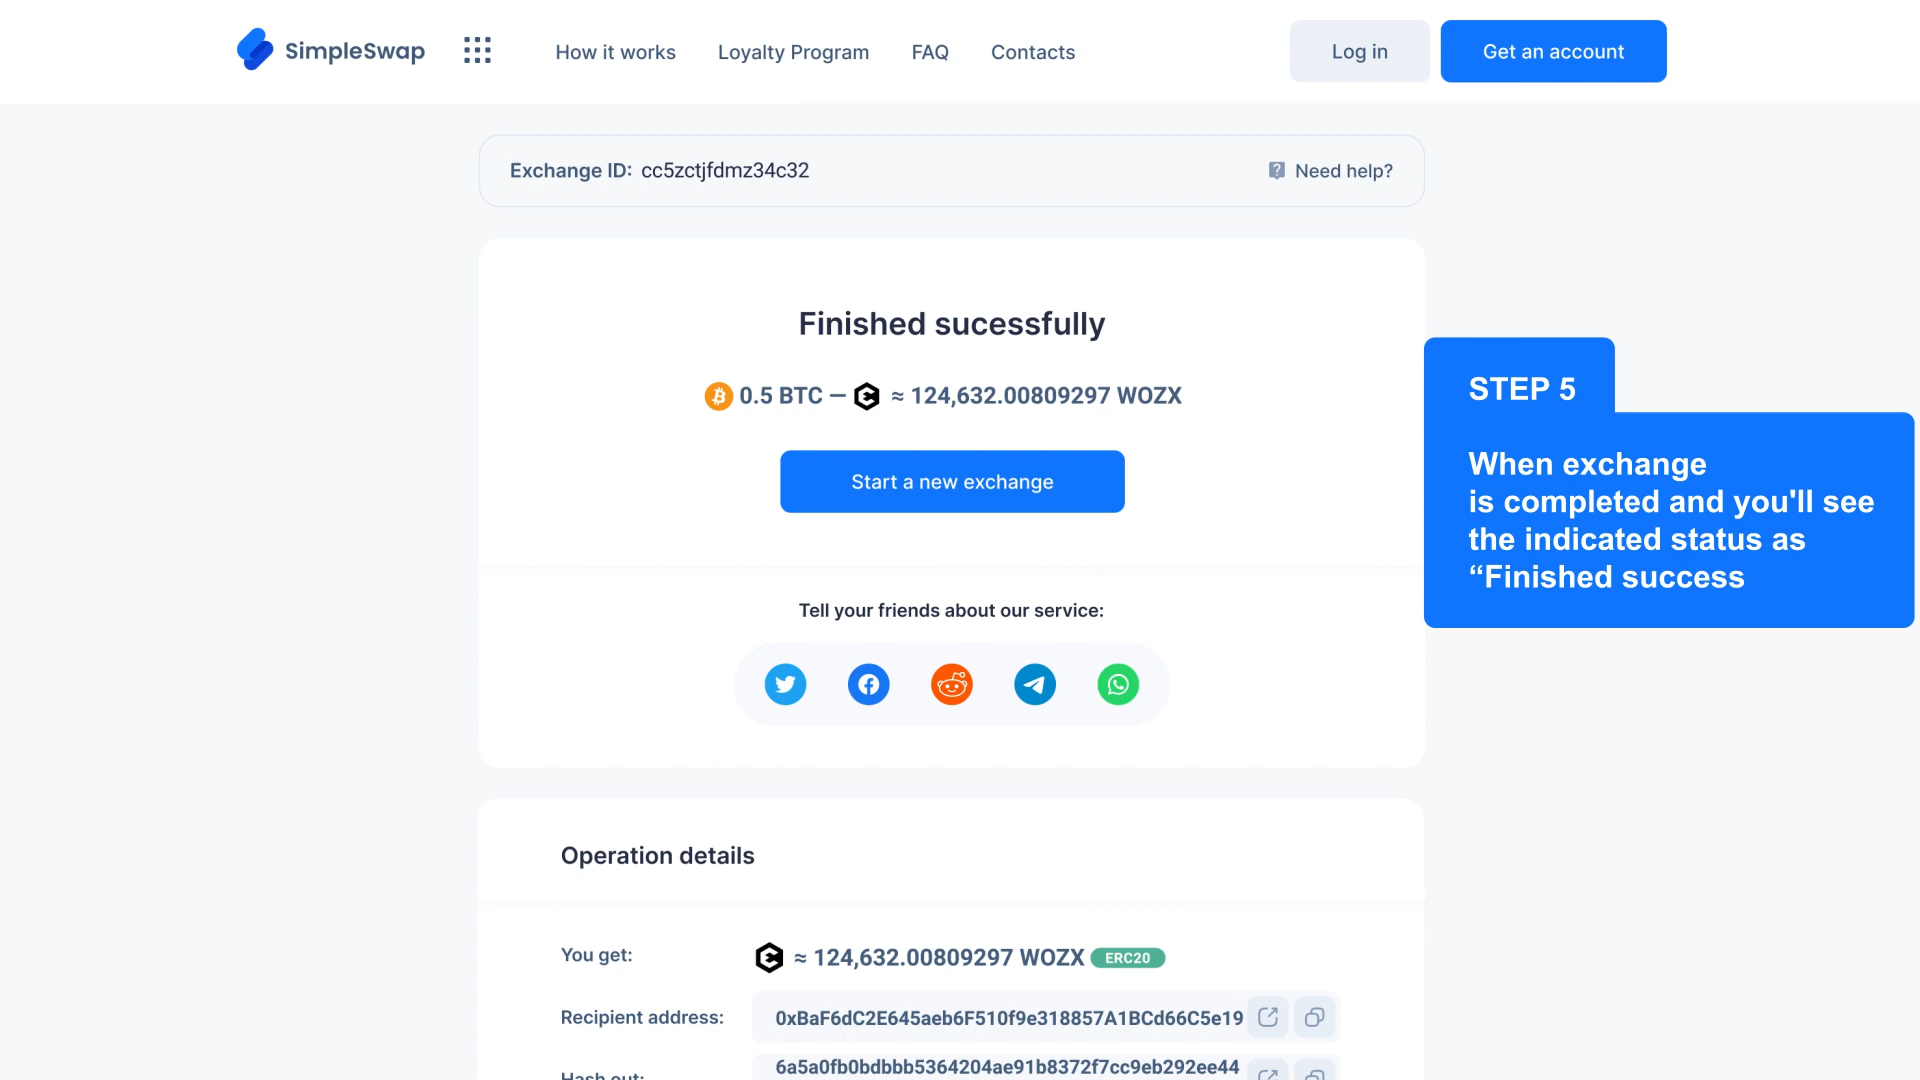 SimpleSwap
How it works
Loyalty Program
FAQ
Contacts
Log in
Get an account
Exchange ID: cc5zctjfdmz34c32
Need help?
Finished sucessfully
0.5 BTC — ≈ 124,632.00809297 WOZX
Start a new exchange
STEP 5
When exchange
is completed and you'll see
the indicated status as
“Finished success
Tell your friends about our service:
Operation details
You get:
≈ 124,632.00809297 WOZX ERC20
Recipient address:
0xBaF6dC2E645aeb6F510f9e318857A1BCd66C5e19
Hash out:
6a5a0fb0bdbbb5364204ae91b8372f7cc9eb292ee44